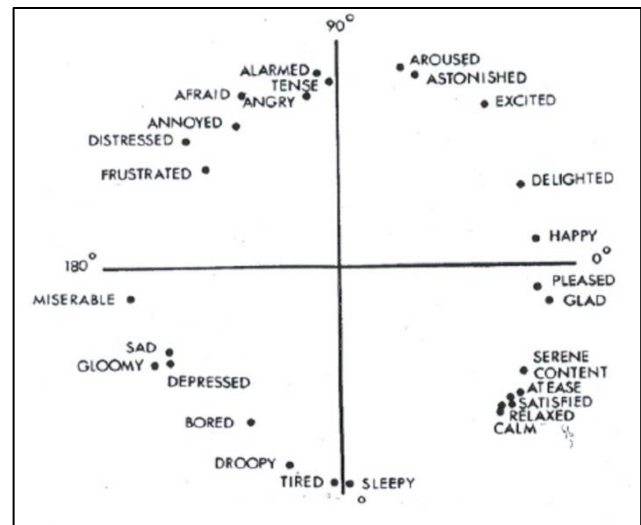 90°
ALARMED
AROUSED
TENSE
ASTONISHED
AFRAID
ANGRY
EXCITED
ANNOYED
DISTRESSED
FRUSTRATED
DELIGHTED
HAPPY
180°
0°
PLEASED
MISERABLE
GLAD
SAD
SERENE
GLOOMY
CONTENT
DEPRESSED
AT EASE
SATISFIED
RELAXED
BORED
CALM
DROOPY
TIRED
SLEEPY